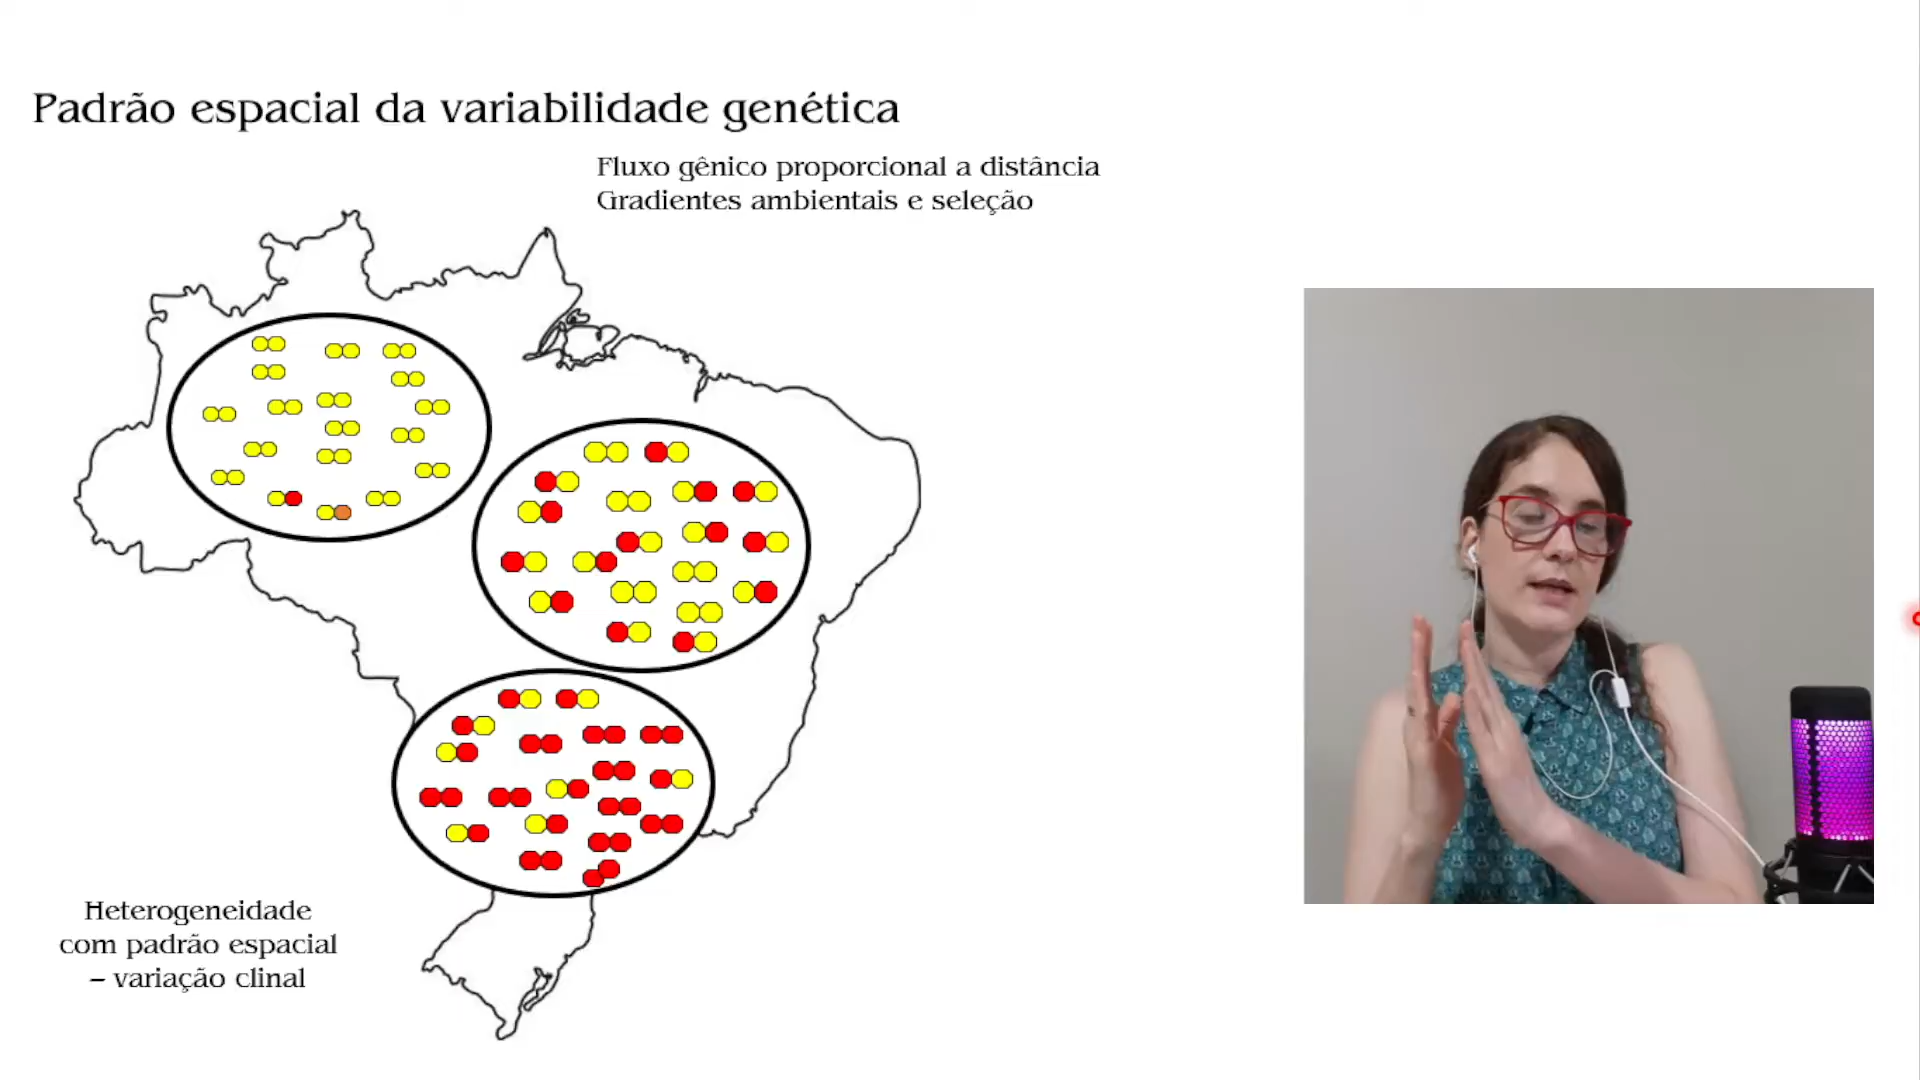 Padrão espacial da variabilidade genética
Fluxo gênico proporcional a distância
Gradientes ambientais e seleção
Heterogeneidade
com padrão espacial
– variação clinal